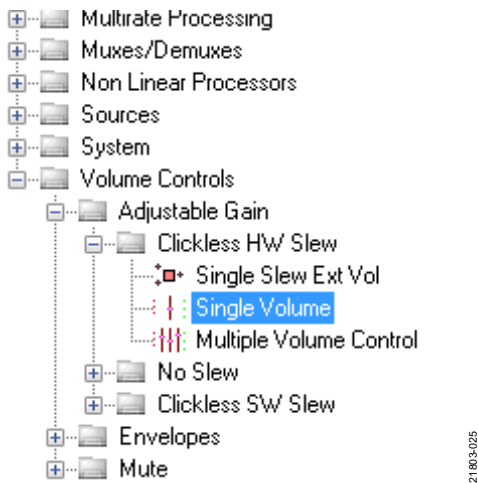 Multirate Processing
Muxes/Demuxes
Non Linear Processors
Sources
System
Volume Controls
Adjustable Gain
Clickless HW Slew
Single Slew Ext Vol
Single Volume
Multiple Volume Control
No Slew
Clickless SW Slew
Envelopes
Mute
21803-025